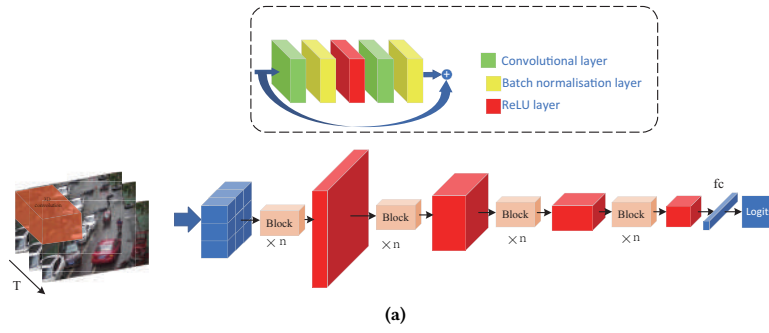 Convolutional layer
Batch normalisation layer
ReLU layer
fc
Block
Block
Block
Block
Logit
× n
× n
× n
× n
T
(a)